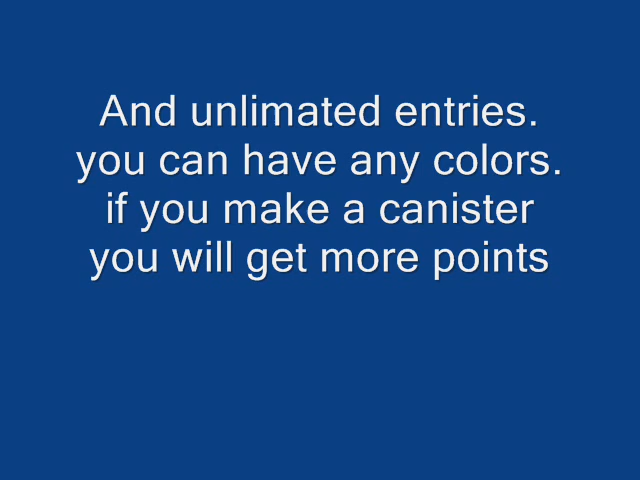 And unlimated entries.
you can have any colors.
if you make a canister
you will get more points